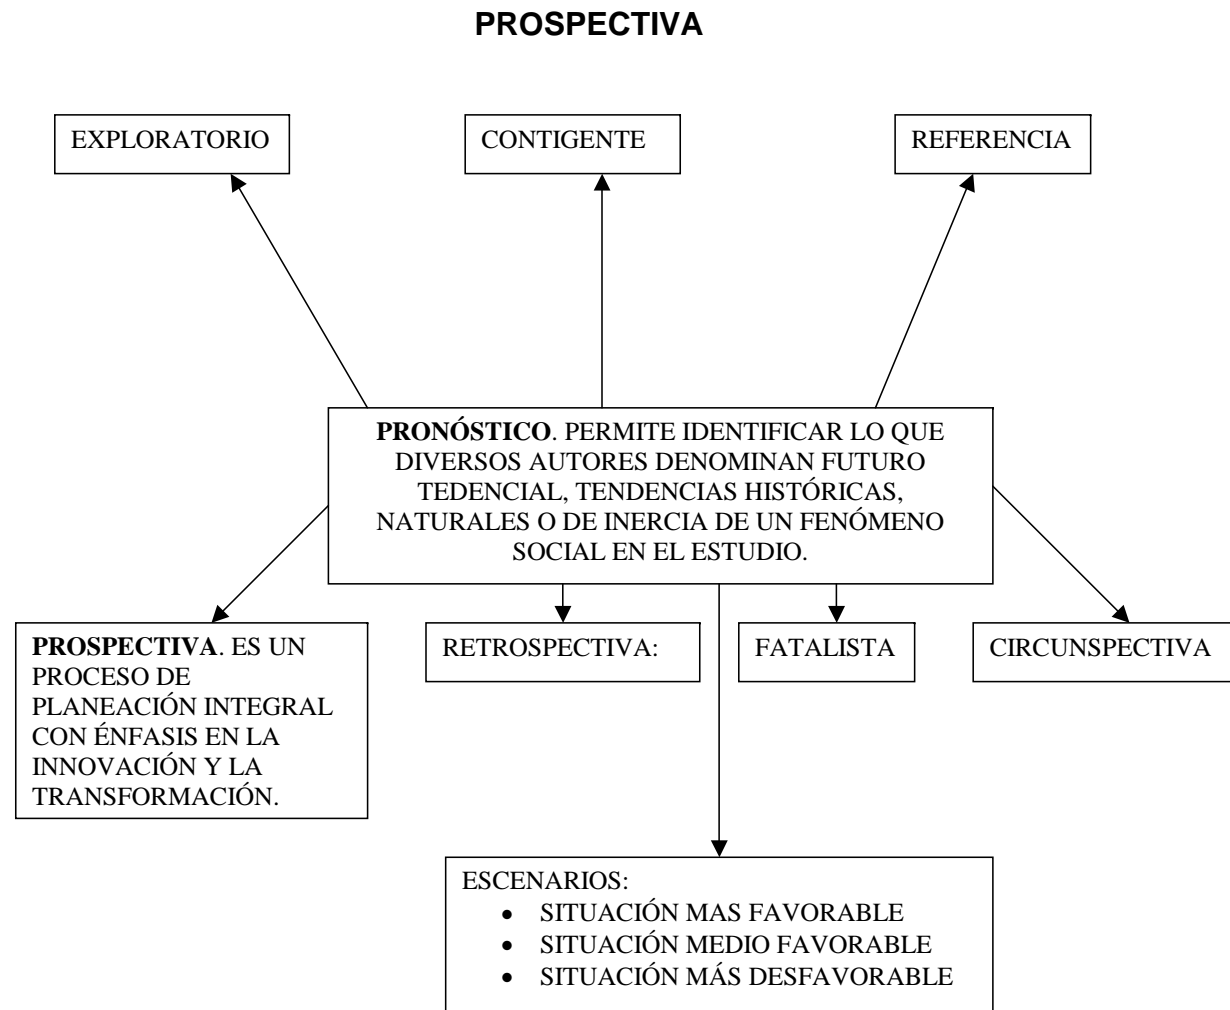 PROSPECTIVA
EXPLORATORIO
CONTIGENTE
REFERENCIA
PRONÓSTICO. PERMITE IDENTIFICAR LO QUE
DIVERSOS AUTORES DENOMINAN FUTURO
TEDENCIAL, TENDENCIAS HISTÓRICAS,
NATURALES O DE INERCIA DE UN FENÓMENO
SOCIAL EN EL ESTUDIO.
PROSPECTIVA. ES UN
PROCESO DE
PLANEACIÓN INTEGRAL
CON ÉNFASIS EN LA
INNOVACIÓN Y LA
TRANSFORMACIÓN.
RETROSPECTIVA:
FATALISTA
CIRCUNSPECTIVA
ESCENARIOS:
• SITUACIÓN MAS FAVORABLE
• SITUACIÓN MEDIO FAVORABLE
• SITUACIÓN MÁS DESFAVORABLE